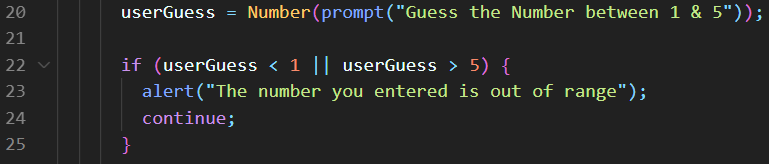 20 userGuess = Number(prompt("Guess the Number between 1 & 5"));
21
22 if (userGuess < 1 || userGuess > 5) {
23 alert("The number you entered is out of range");
24 continue;
25 }